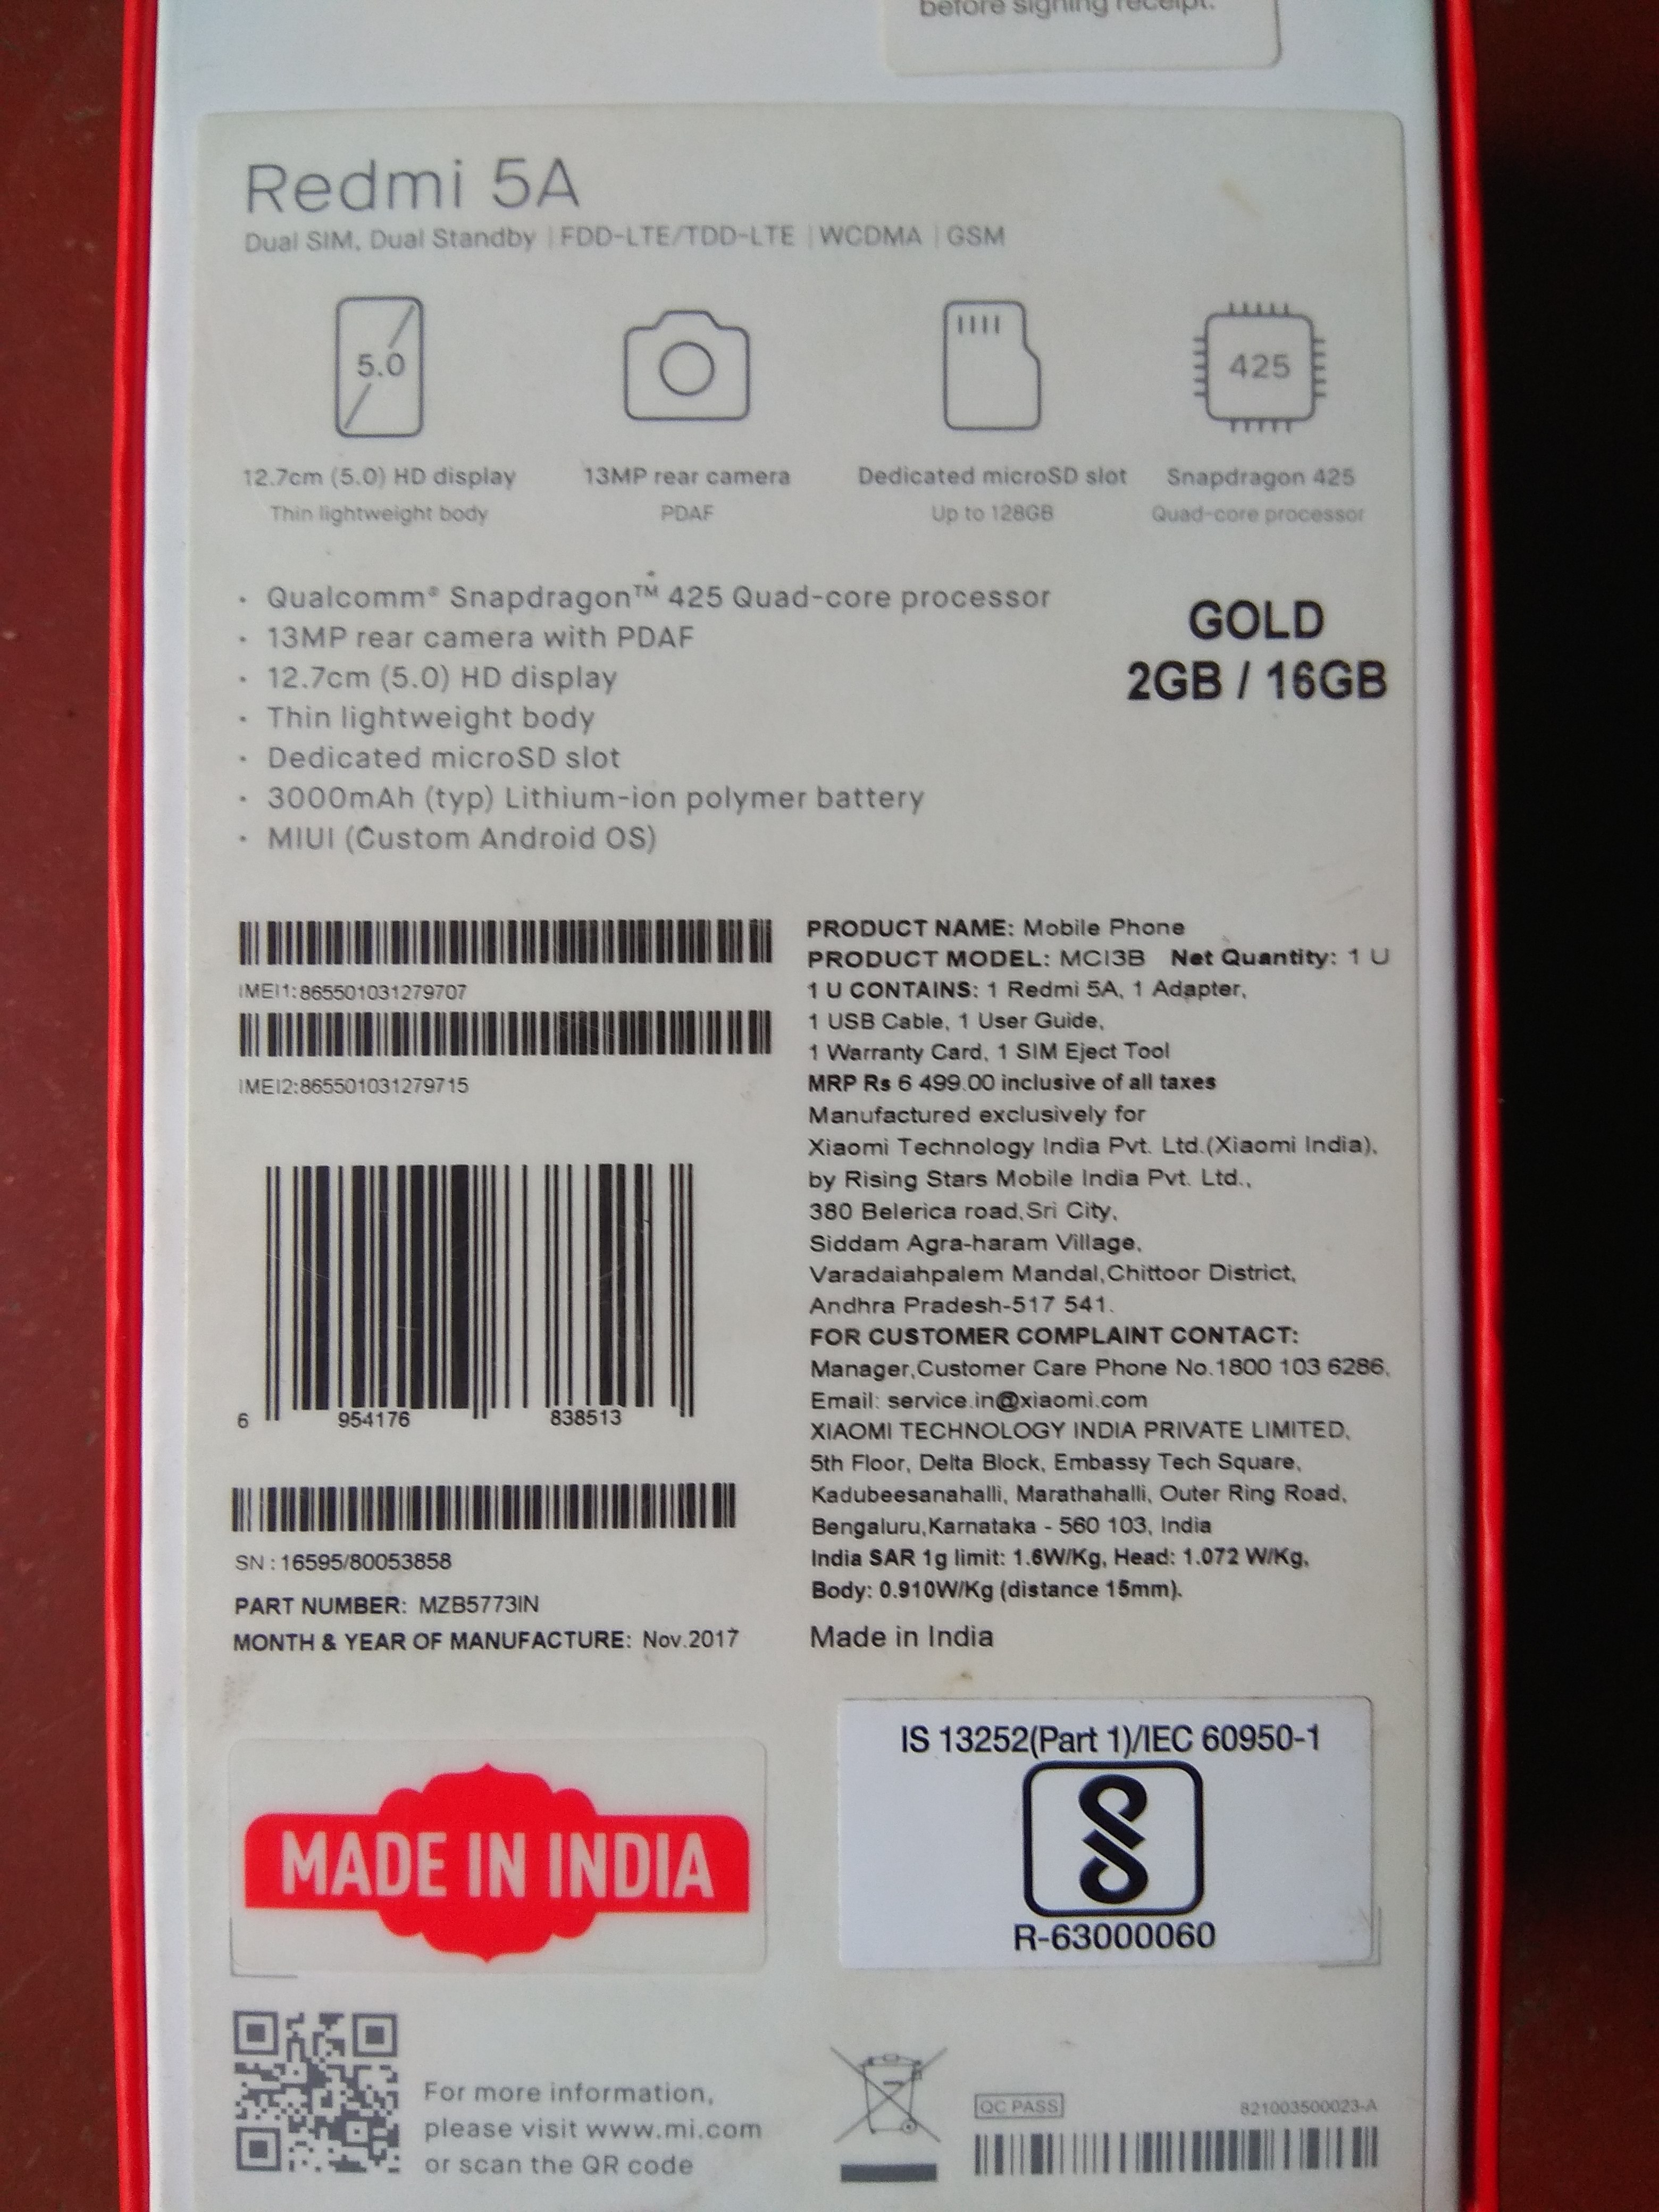 before signing receipt.
Redmi 5A
Dual SIM, Dual Standby | FDD-LTE/TDD-LTE | WCDMA | GSM
5.0
425
12.7cm (5.0) HD display
Thin lightweight body
13MP rear camera
PDAF
Dedicated microSD slot
Up to 128GB
Snapdragon 425
Quad-core processor
· Qualcomm® Snapdragon™ 425 Quad-core processor
· 13MP rear camera with PDAF
· 12.7cm (5.0) HD display
· Thin lightweight body
· Dedicated microSD slot
· 3000mAh (typ) Lithium-ion polymer battery
· MIUI (Custom Android OS)
GOLD
2GB / 16GB
IMEI1:865501031279707
IMEI2:865501031279715
6 954176 838513
SN : 16595/80053858
PART NUMBER: MZB5773IN
MONTH & YEAR OF MANUFACTURE: Nov.2017
PRODUCT NAME: Mobile Phone
PRODUCT MODEL: MCI3B Net Quantity: 1 U
1 U CONTAINS: 1 Redmi 5A, 1 Adapter,
1 USB Cable, 1 User Guide,
1 Warranty Card, 1 SIM Eject Tool
MRP Rs 6 499.00 inclusive of all taxes
Manufactured exclusively for
Xiaomi Technology India Pvt. Ltd.(Xiaomi India),
by Rising Stars Mobile India Pvt. Ltd.,
380 Belerica road,Sri City,
Siddam Agra-haram Village,
Varadaiahpalem Mandal,Chittoor District,
Andhra Pradesh-517 541.
FOR CUSTOMER COMPLAINT CONTACT:
Manager,Customer Care Phone No.1800 103 6286,
Email: service.in@xiaomi.com
XIAOMI TECHNOLOGY INDIA PRIVATE LIMITED,
5th Floor, Delta Block, Embassy Tech Square,
Kadubeesanahalli, Marathahalli, Outer Ring Road,
Bengaluru,Karnataka - 560 103, India
India SAR 1g limit: 1.6W/Kg, Head: 1.072 W/Kg,
Body: 0.910W/Kg (distance 15mm).
Made in India
MADE IN INDIA
IS 13252(Part 1)/IEC 60950-1
R-63000060
For more information,
please visit www.mi.com
or scan the QR code
QC PASS
821003500023-A